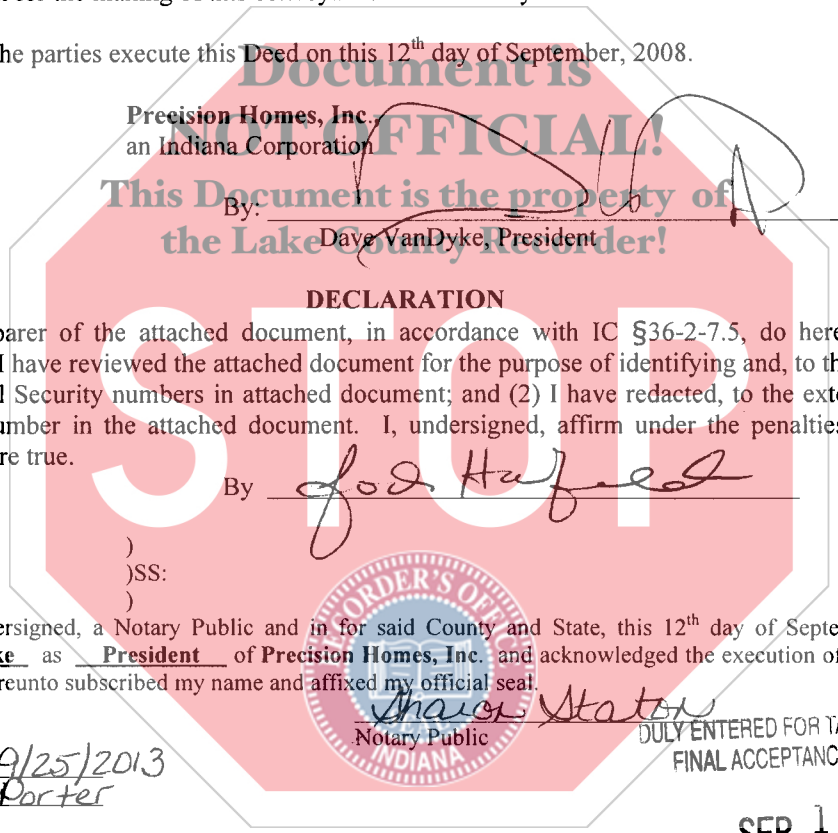 he parties execute this Deed on this 12th day of September, 2008.
Document is
Precision Homes, Inc.,
NOT OFFICIAL!
an Indiana Corporation
This Document is the property of
By:
the Lake County Recorder!
Dave VanDyke, President
DECLARATION
parer of the attached document, in accordance with IC §36-2-7.5, do here
I have reviewed the attached document for the purpose of identifying and, to th
l Security numbers in attached document; and (2) I have redacted, to the exte
umber in the attached document. I, undersigned, affirm under the penalties
re true.
STOP
By
)
)SS:
)
RECORDER'S OFFICE
ersigned, a Notary Public and in for said County and State, this 12th day of Septe
ke as President of Precision Homes, Inc. and acknowledged the execution of
reunto subscribed my name and affixed my official seal.
SEAL
Sharon Staton
Notary Public
INDIANA
DULY ENTERED FOR TA
FINAL ACCEPTANC
9/25/2013
Porter
SEP 1